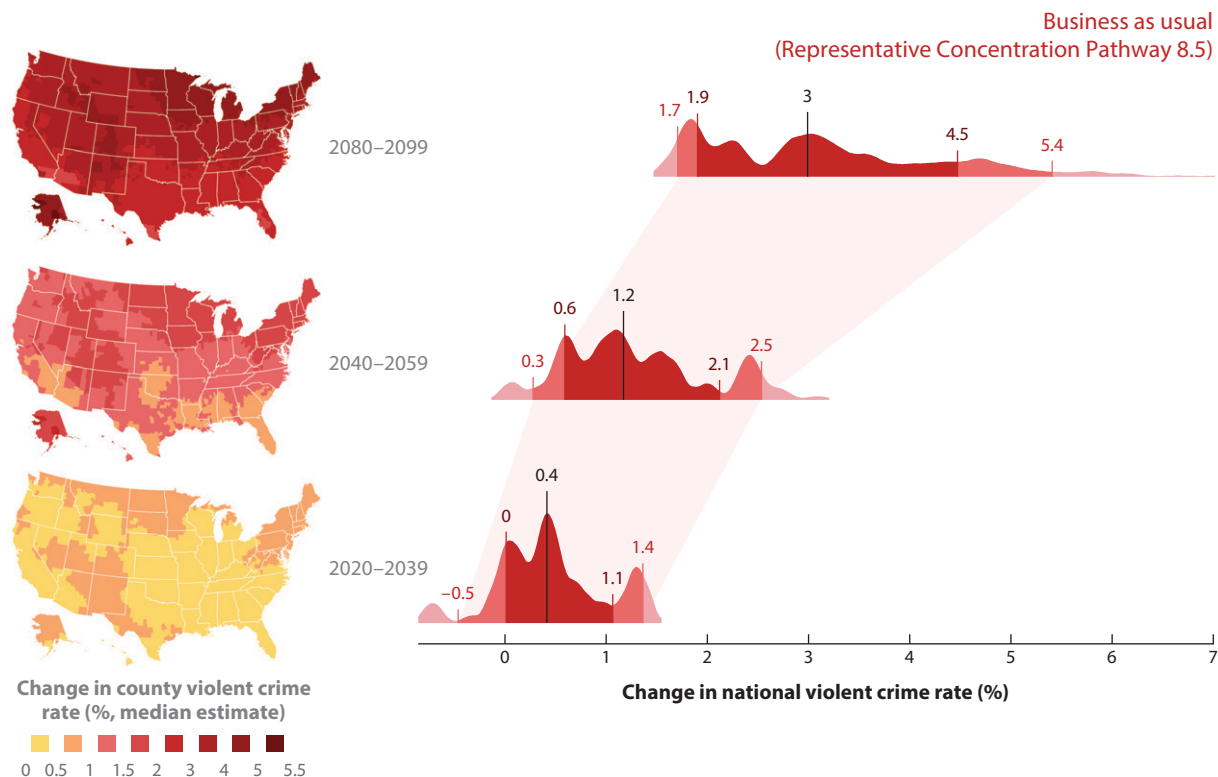 Business as usual
(Representative Concentration Pathway 8.5)
2080–2099
1.7
1.9
3
4.5
5.4
2040–2059
0.3
0.6
1.2
2.1
2.5
2020–2039
−0.5
0
0.4
1.1
1.4
0 1 2 3 4 5 6 7
Change in national violent crime rate (%)
Change in county violent crime
rate (%, median estimate)
0 0.5 1 1.5 2 3 4 5 5.5